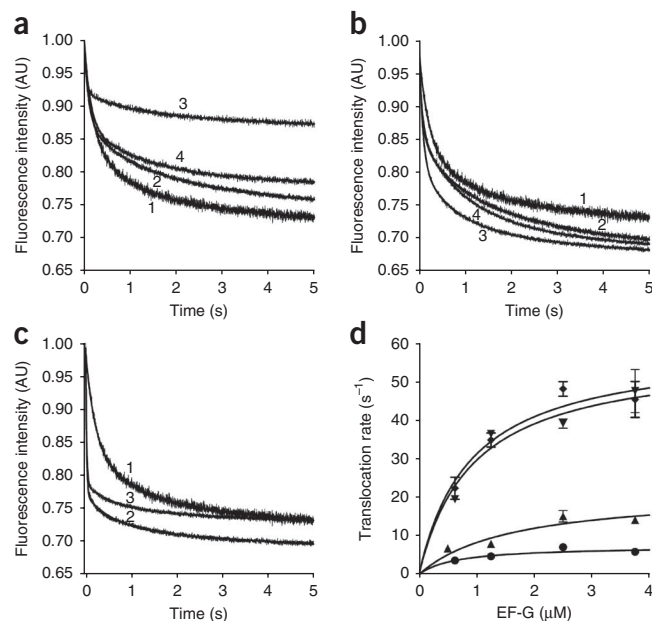 a
1.00
0.95
0.90
0.85
0.80
0.75
0.70
0.65
Fluorescence intensity (AU)
3
4
2
1
0 1 2 3 4 5
Time (s)
b
1.00
0.95
0.90
0.85
0.80
0.75
0.70
0.65
Fluorescence intensity (AU)
1
2
4
3
0 1 2 3 4 5
Time (s)
c
1.00
0.95
0.90
0.85
0.80
0.75
0.70
0.65
Fluorescence intensity (AU)
1
3
2
0 1 2 3 4 5
Time (s)
d
60
50
40
30
20
10
0
Translocation rate (s⁻¹)
0 1 2 3 4
EF-G (μM)